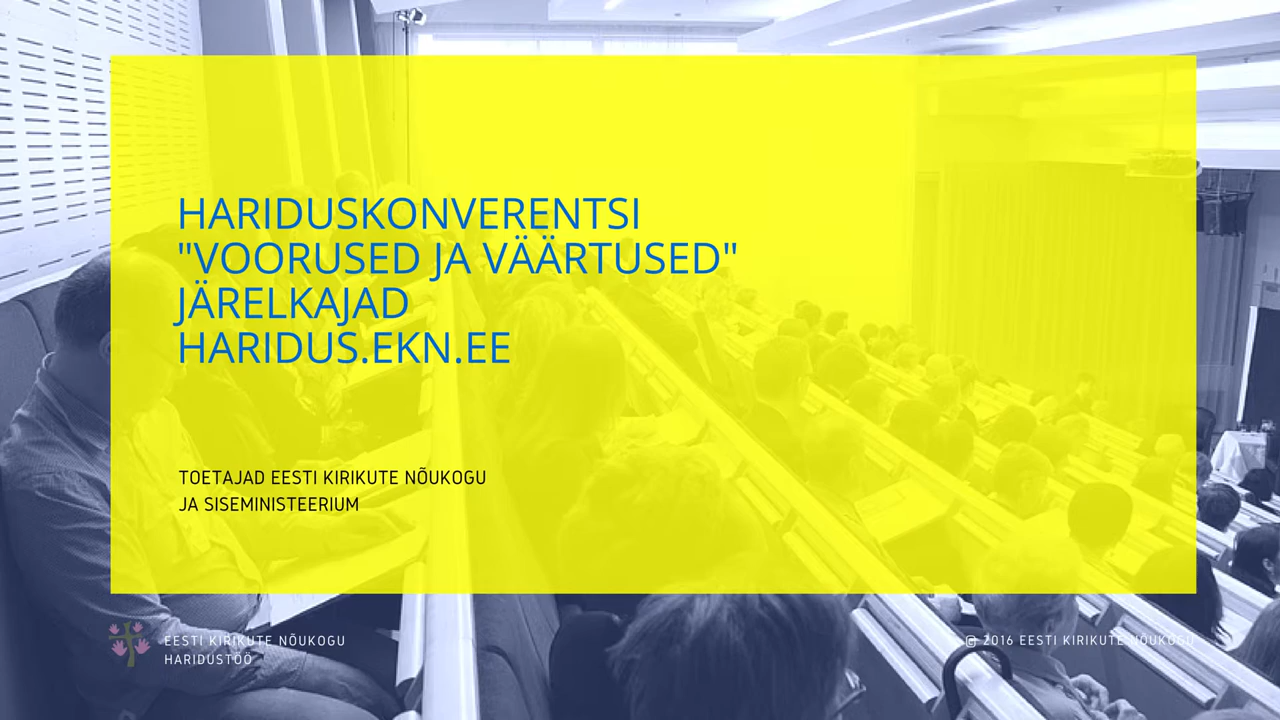 HARIDUSKONVERENTSI
"VOORUSED JA VÄÄRTUSED"
JÄRELKAJAD
HARIDUS.EKN.EE
TOETAJAD EESTI KIRIKUTE NÕUKOGU
JA SISEMINISTEERIUM
EESTI KIRIKUTE NÕUKOGU
HARIDUSTÖÖ
© 2016 EESTI KIRIKUTE NÕUKOGU